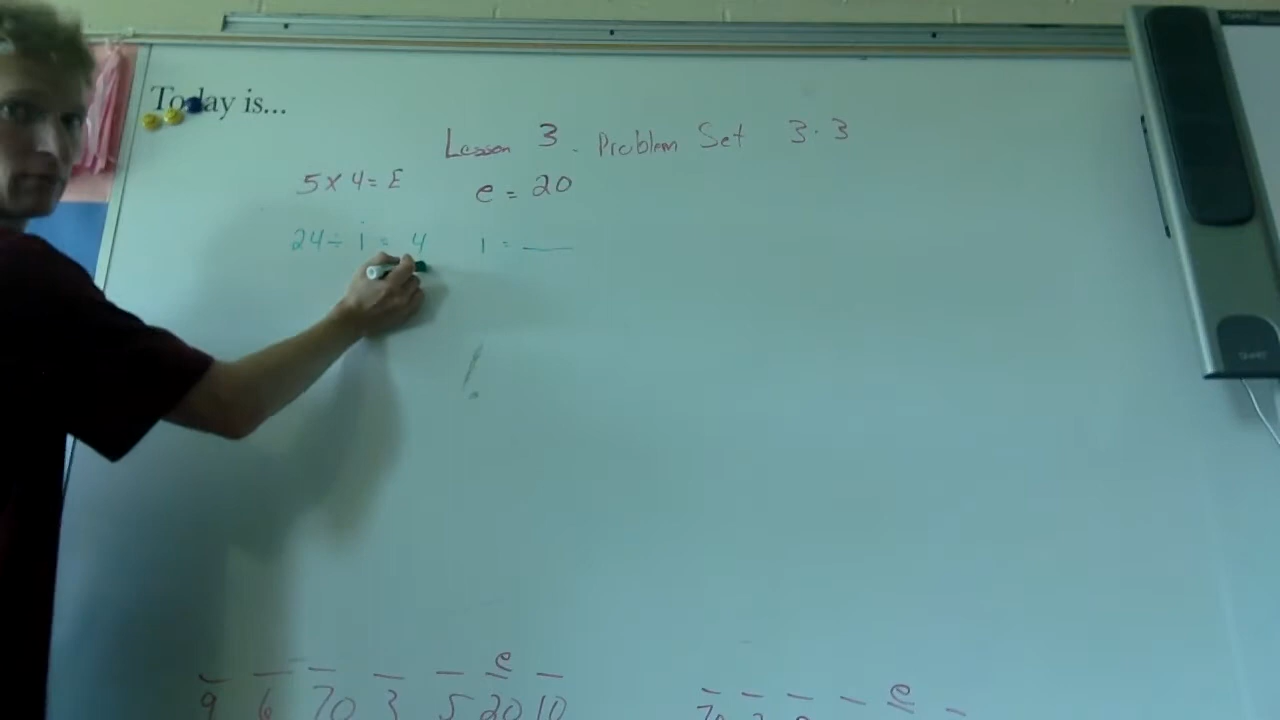 Today is...
Lesson 3. Problem Set 3.3
5 x 4 = E e = 20
24 ÷ i = 4 i = ___
!
e
9 6 70 3 5 20 10
e